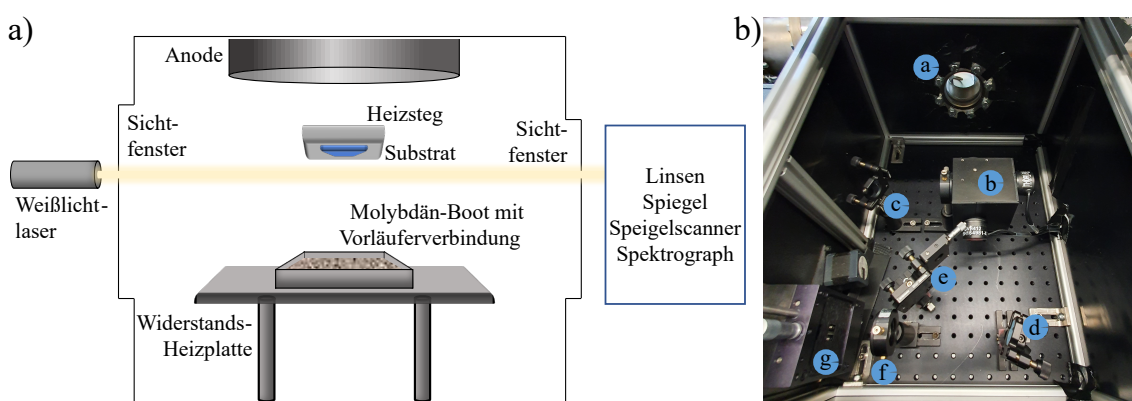 a)
Anode
Heizsteg
Substrat
Sicht-
fenster
Sicht-
fenster
Weißlicht-
laser
Molybdän-Boot mit
Vorläuferverbindung
Widerstands-
Heizplatte
Linsen
Spiegel
Speigelscanner
Spektrograph
b)
a
b
c
d
e
f
g